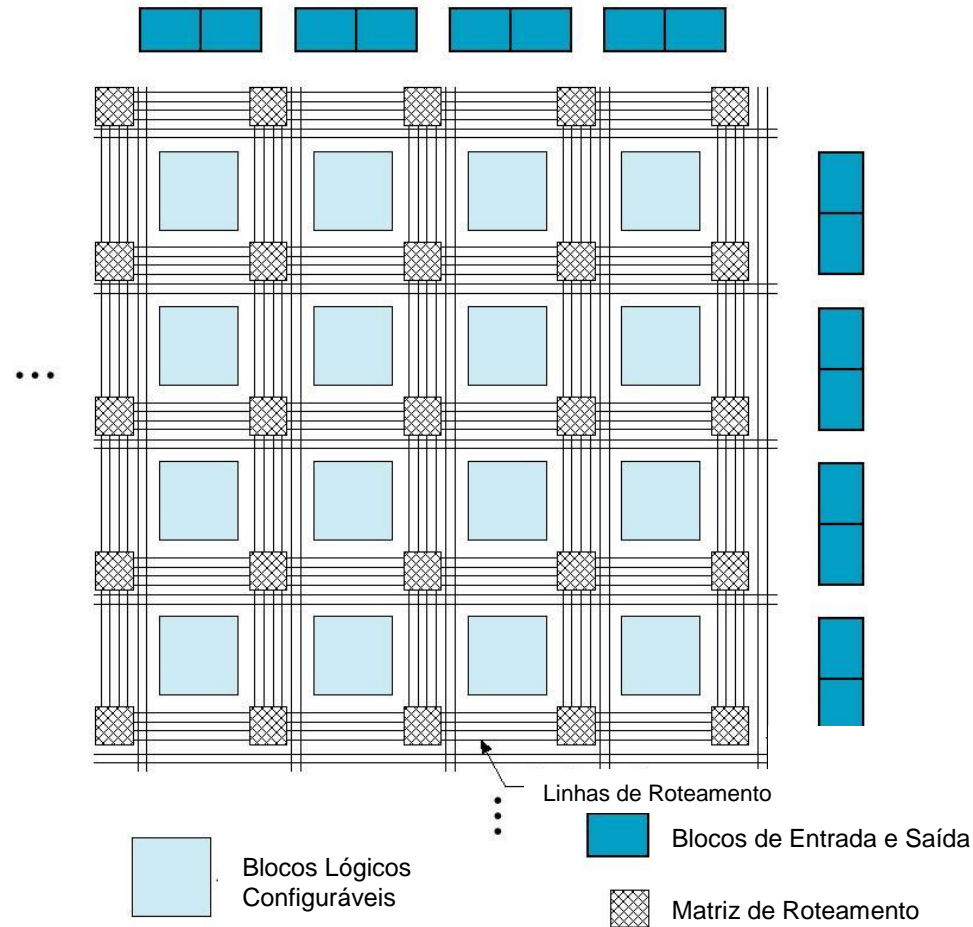 Linhas de Roteamento
Blocos de Entrada e Saída
Blocos Lógicos
Configuráveis
Matriz de Roteamento